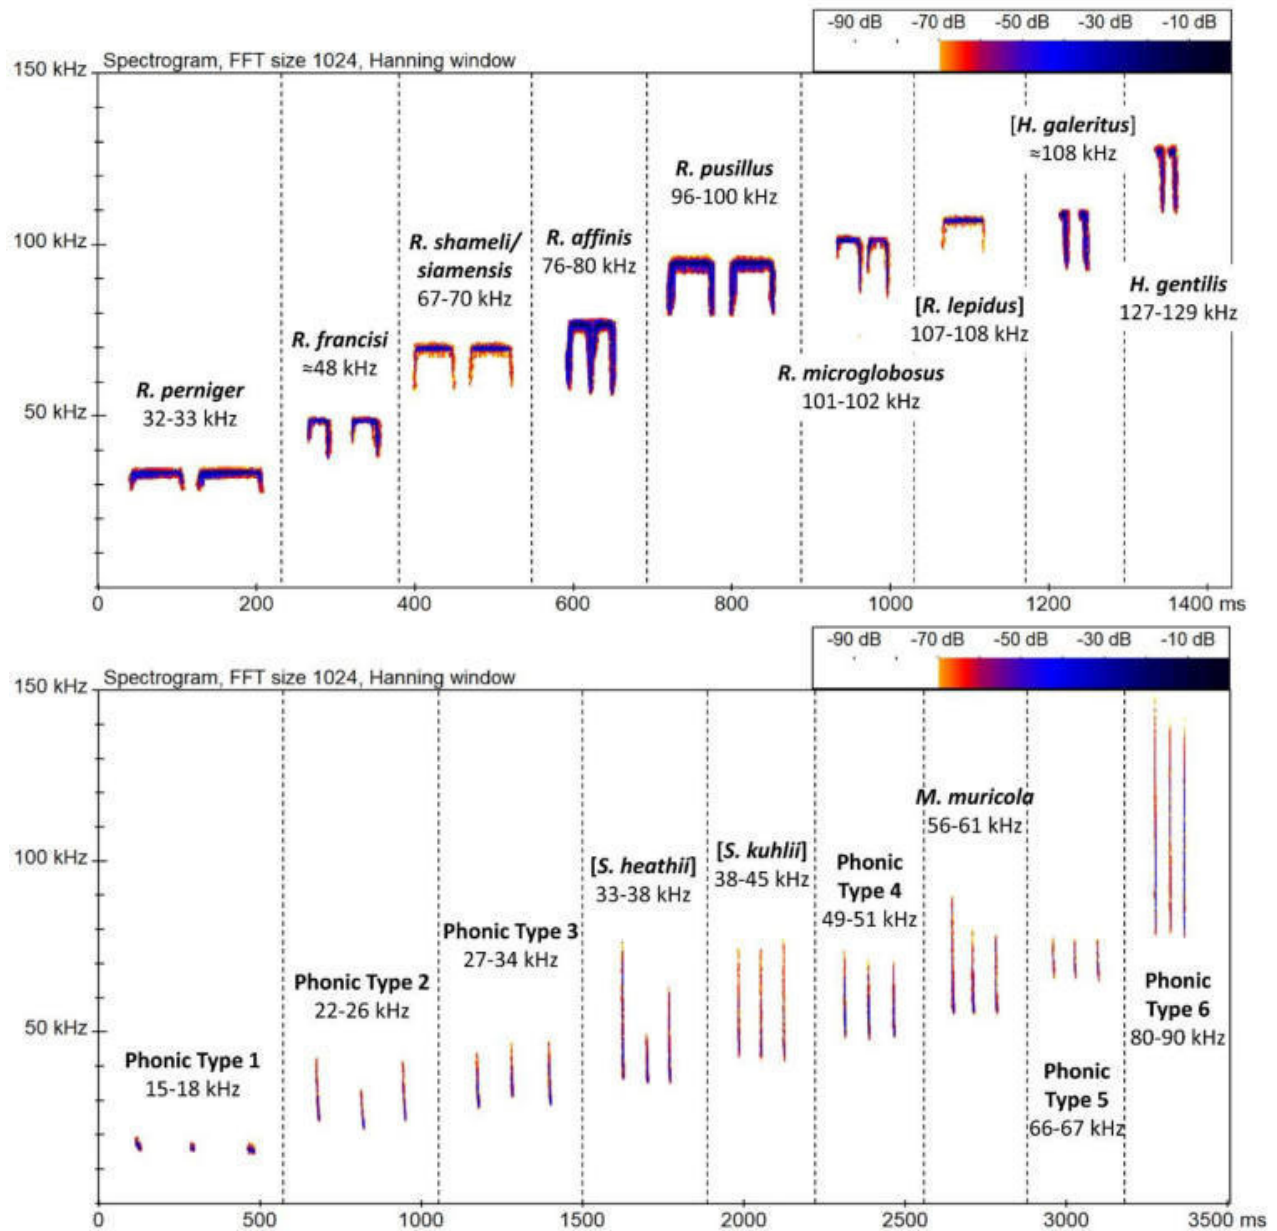 -90 dB -70 dB -50 dB -30 dB -10 dB
Spectrogram, FFT size 1024, Hanning window
150 kHz
100 kHz
50 kHz
R. perniger
32-33 kHz
R. francisi
≈48 kHz
R. shameli/
siamensis
67-70 kHz
R. affinis
76-80 kHz
R. pusillus
96-100 kHz
R. microglobosus
101-102 kHz
[R. lepidus]
107-108 kHz
[H. galeritus]
≈108 kHz
H. gentilis
127-129 kHz
0 200 400 600 800 1000 1200 1400 ms
-90 dB -70 dB -50 dB -30 dB -10 dB
Spectrogram, FFT size 1024, Hanning window
150 kHz
100 kHz
50 kHz
Phonic Type 1
15-18 kHz
Phonic Type 2
22-26 kHz
Phonic Type 3
27-34 kHz
[S. heathii]
33-38 kHz
[S. kuhlii]
38-45 kHz
Phonic
Type 4
49-51 kHz
M. muricola
56-61 kHz
Phonic
Type 5
66-67 kHz
Phonic
Type 6
80-90 kHz
0 500 1000 1500 2000 2500 3000 3500 ms